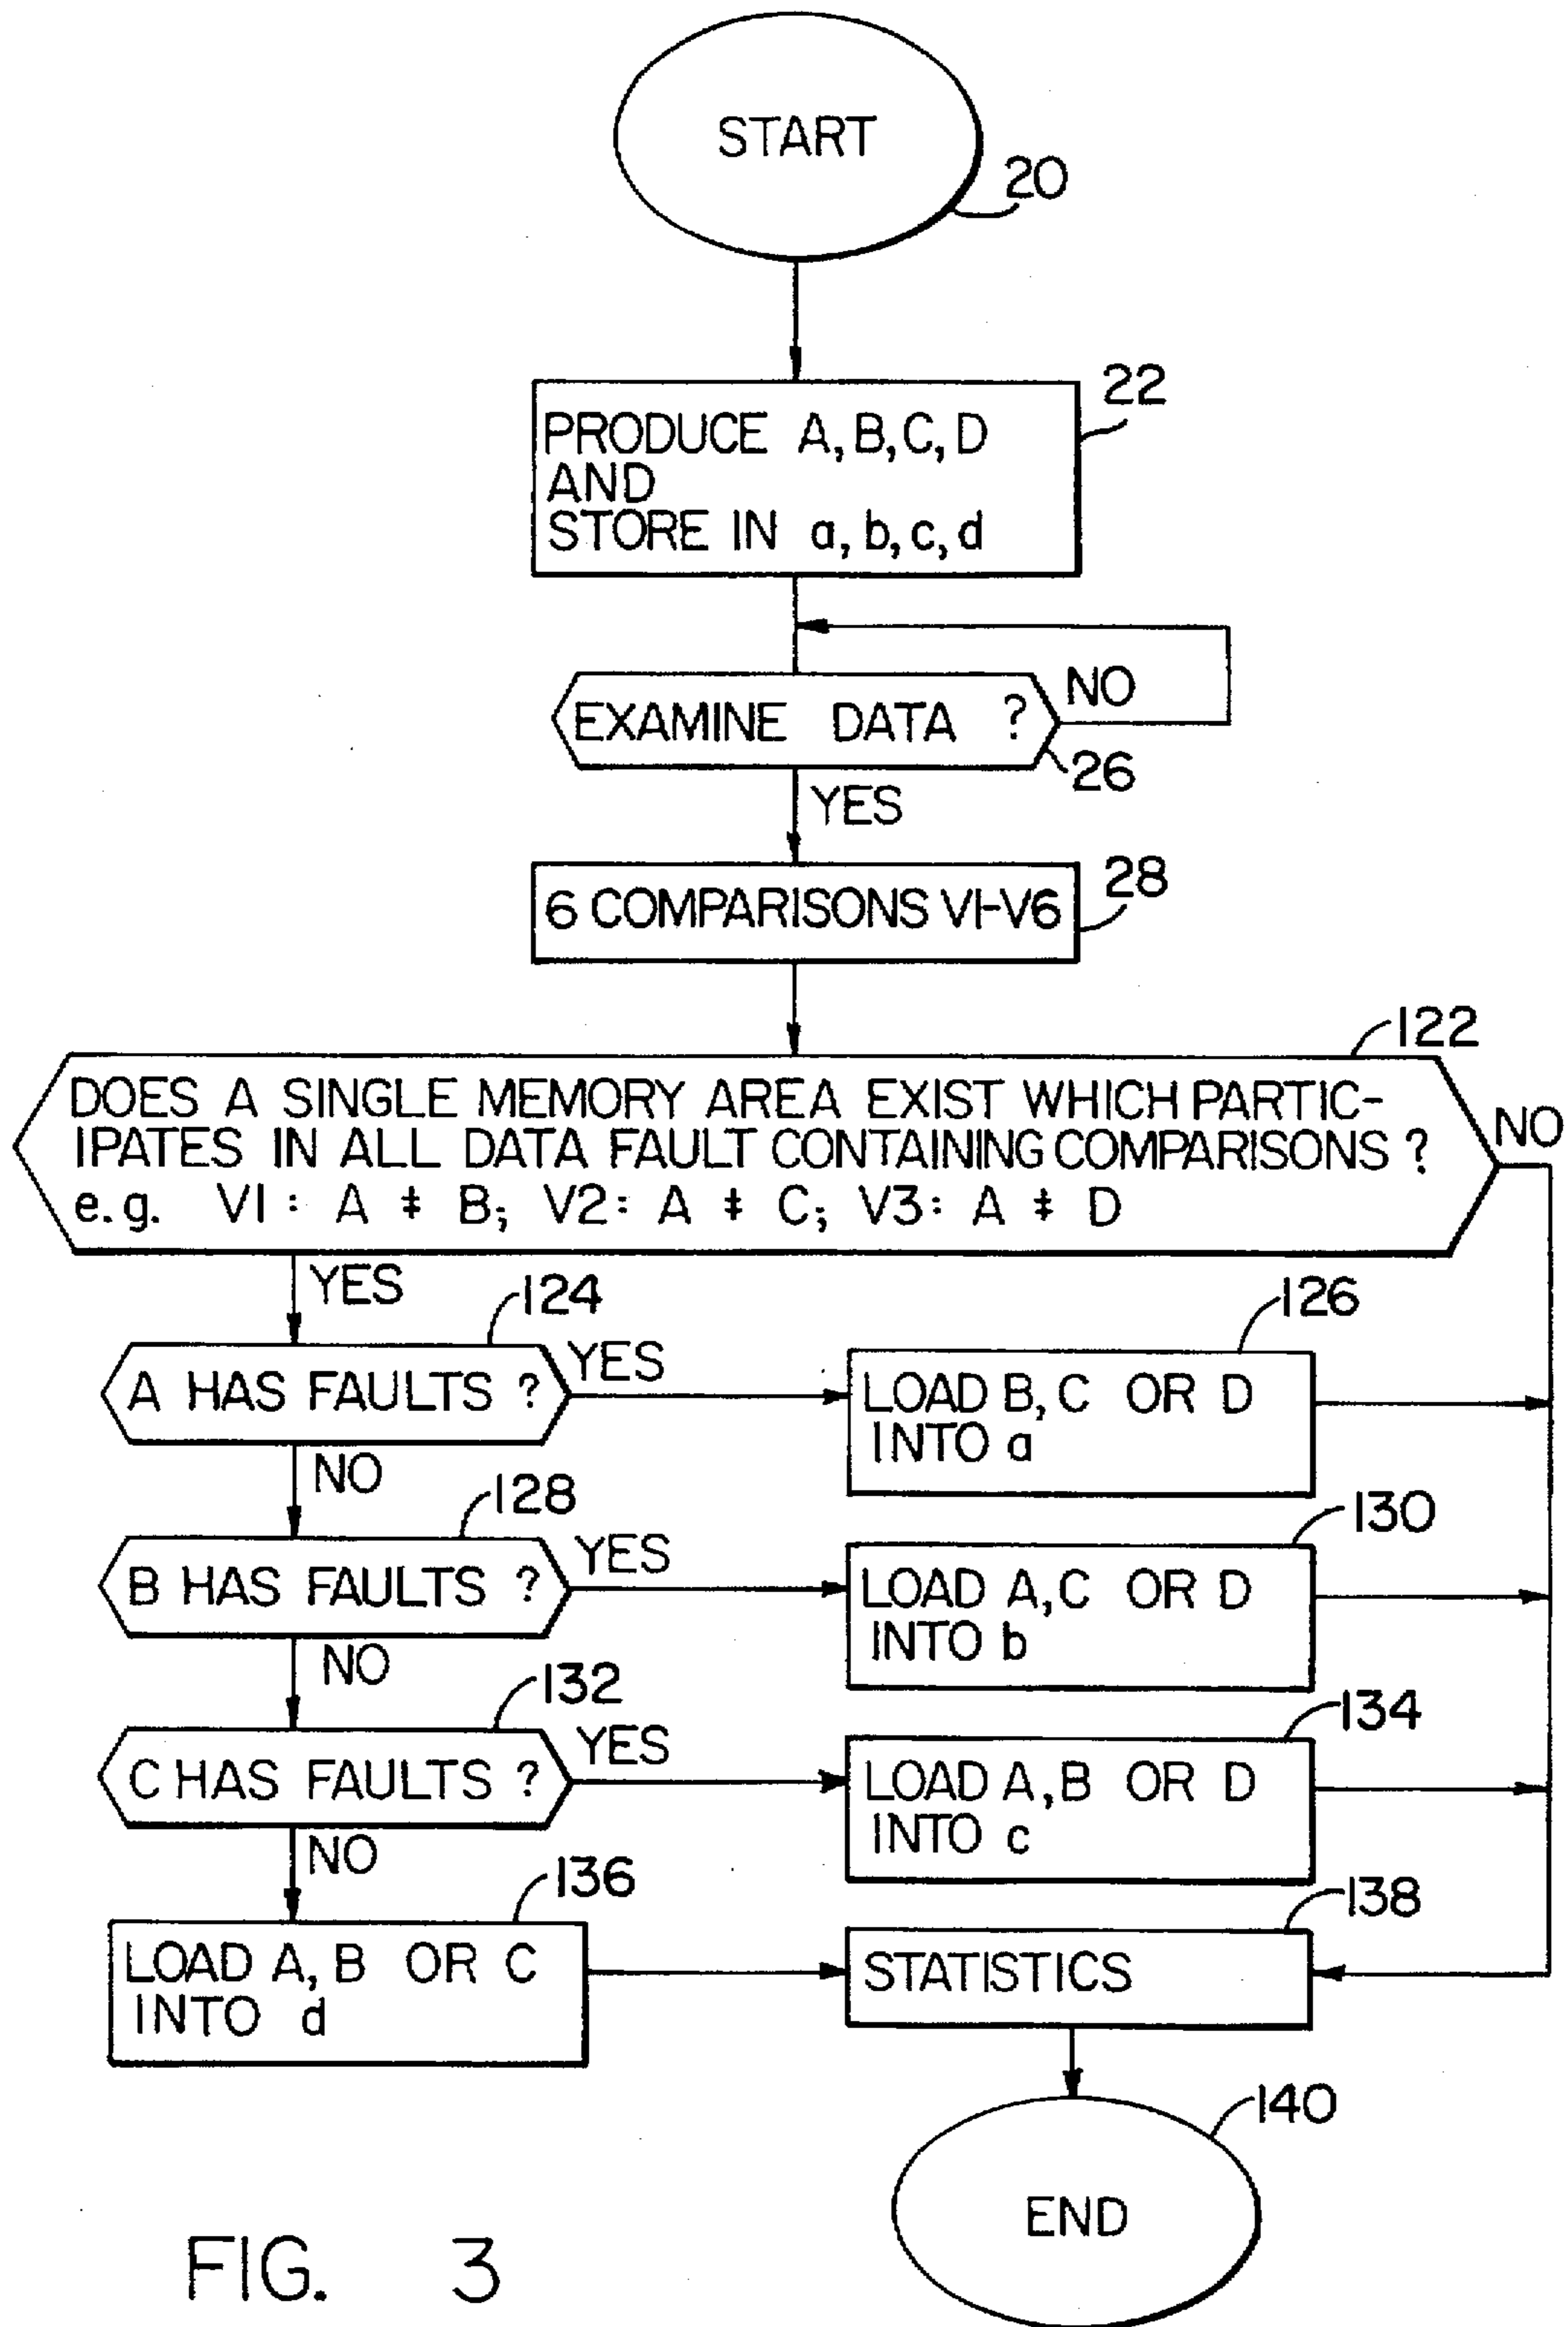 START
20
22
PRODUCE A, B, C, D
AND
STORE IN a, b, c, d
EXAMINE DATA ?
NO
26
YES
6 COMPARISONS V1-V6
28
122
DOES A SINGLE MEMORY AREA EXIST WHICH PARTIC-
IPATES IN ALL DATA FAULT CONTAINING COMPARISONS ?
e.g. V1: A ≠ B; V2: A ≠ C; V3: A ≠ D
NO
YES
124
A HAS FAULTS ?
YES
126
LOAD B, C OR D
INTO a
NO
128
B HAS FAULTS ?
YES
130
LOAD A, C OR D
INTO b
NO
132
C HAS FAULTS ?
YES
134
LOAD A, B OR D
INTO c
NO
136
LOAD A, B OR C
INTO d
138
STATISTICS
140
END
FIG. 3